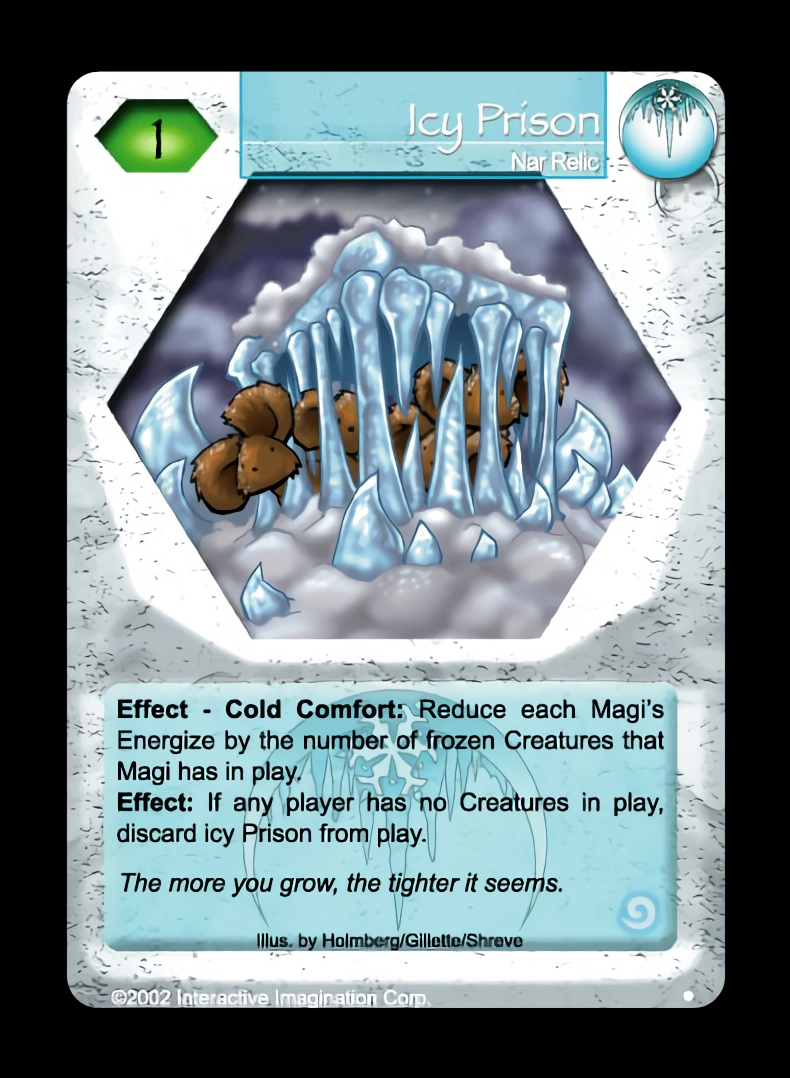 1
Icy Prison
Nar Relic
Effect - Cold Comfort: Reduce each Magi's
Energize by the number of frozen Creatures that
Magi has in play.
Effect: If any player has no Creatures in play,
discard icy Prison from play.
The more you grow, the tighter it seems.
Illus. by Holmberg/Gillette/Shreve
©2002 Interactive Imagination Corp.